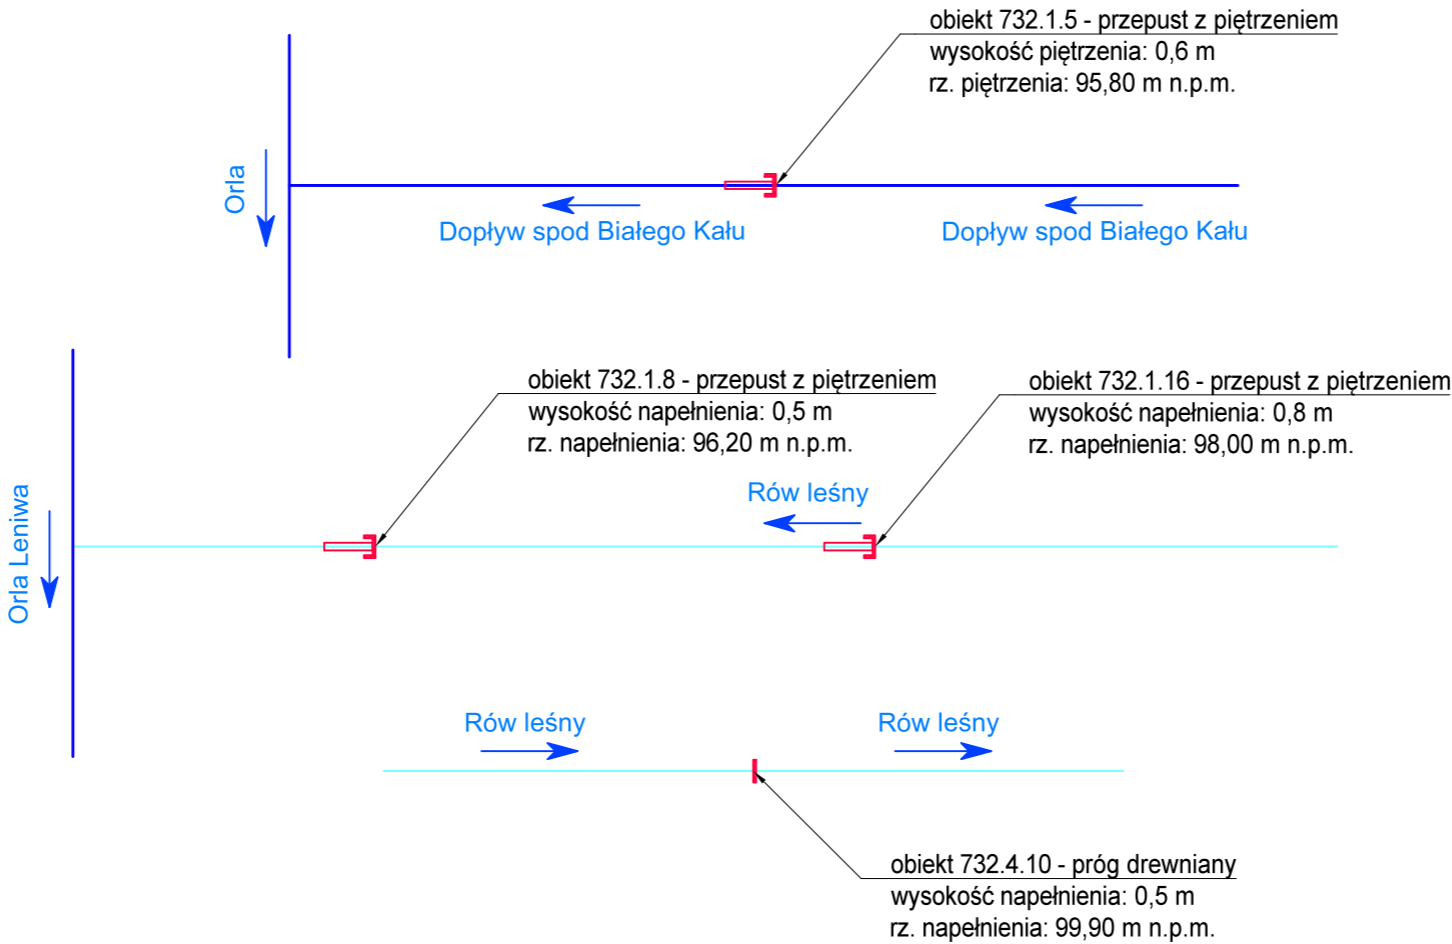 obiekt 732.1.5 - przepust z piętrzeniem
wysokość piętrzenia: 0,6 m
rz. piętrzenia: 95,80 m n.p.m.
Orla
Dopływ spod Białego Kału
Dopływ spod Białego Kału
obiekt 732.1.8 - przepust z piętrzeniem
wysokość napełnienia: 0,5 m
rz. napełnienia: 96,20 m n.p.m.
obiekt 732.1.16 - przepust z piętrzeniem
wysokość napełnienia: 0,8 m
rz. napełnienia: 98,00 m n.p.m.
Rów leśny
Orla Leniwa
Rów leśny
Rów leśny
obiekt 732.4.10 - próg drewniany
wysokość napełnienia: 0,5 m
rz. napełnienia: 99,90 m n.p.m.